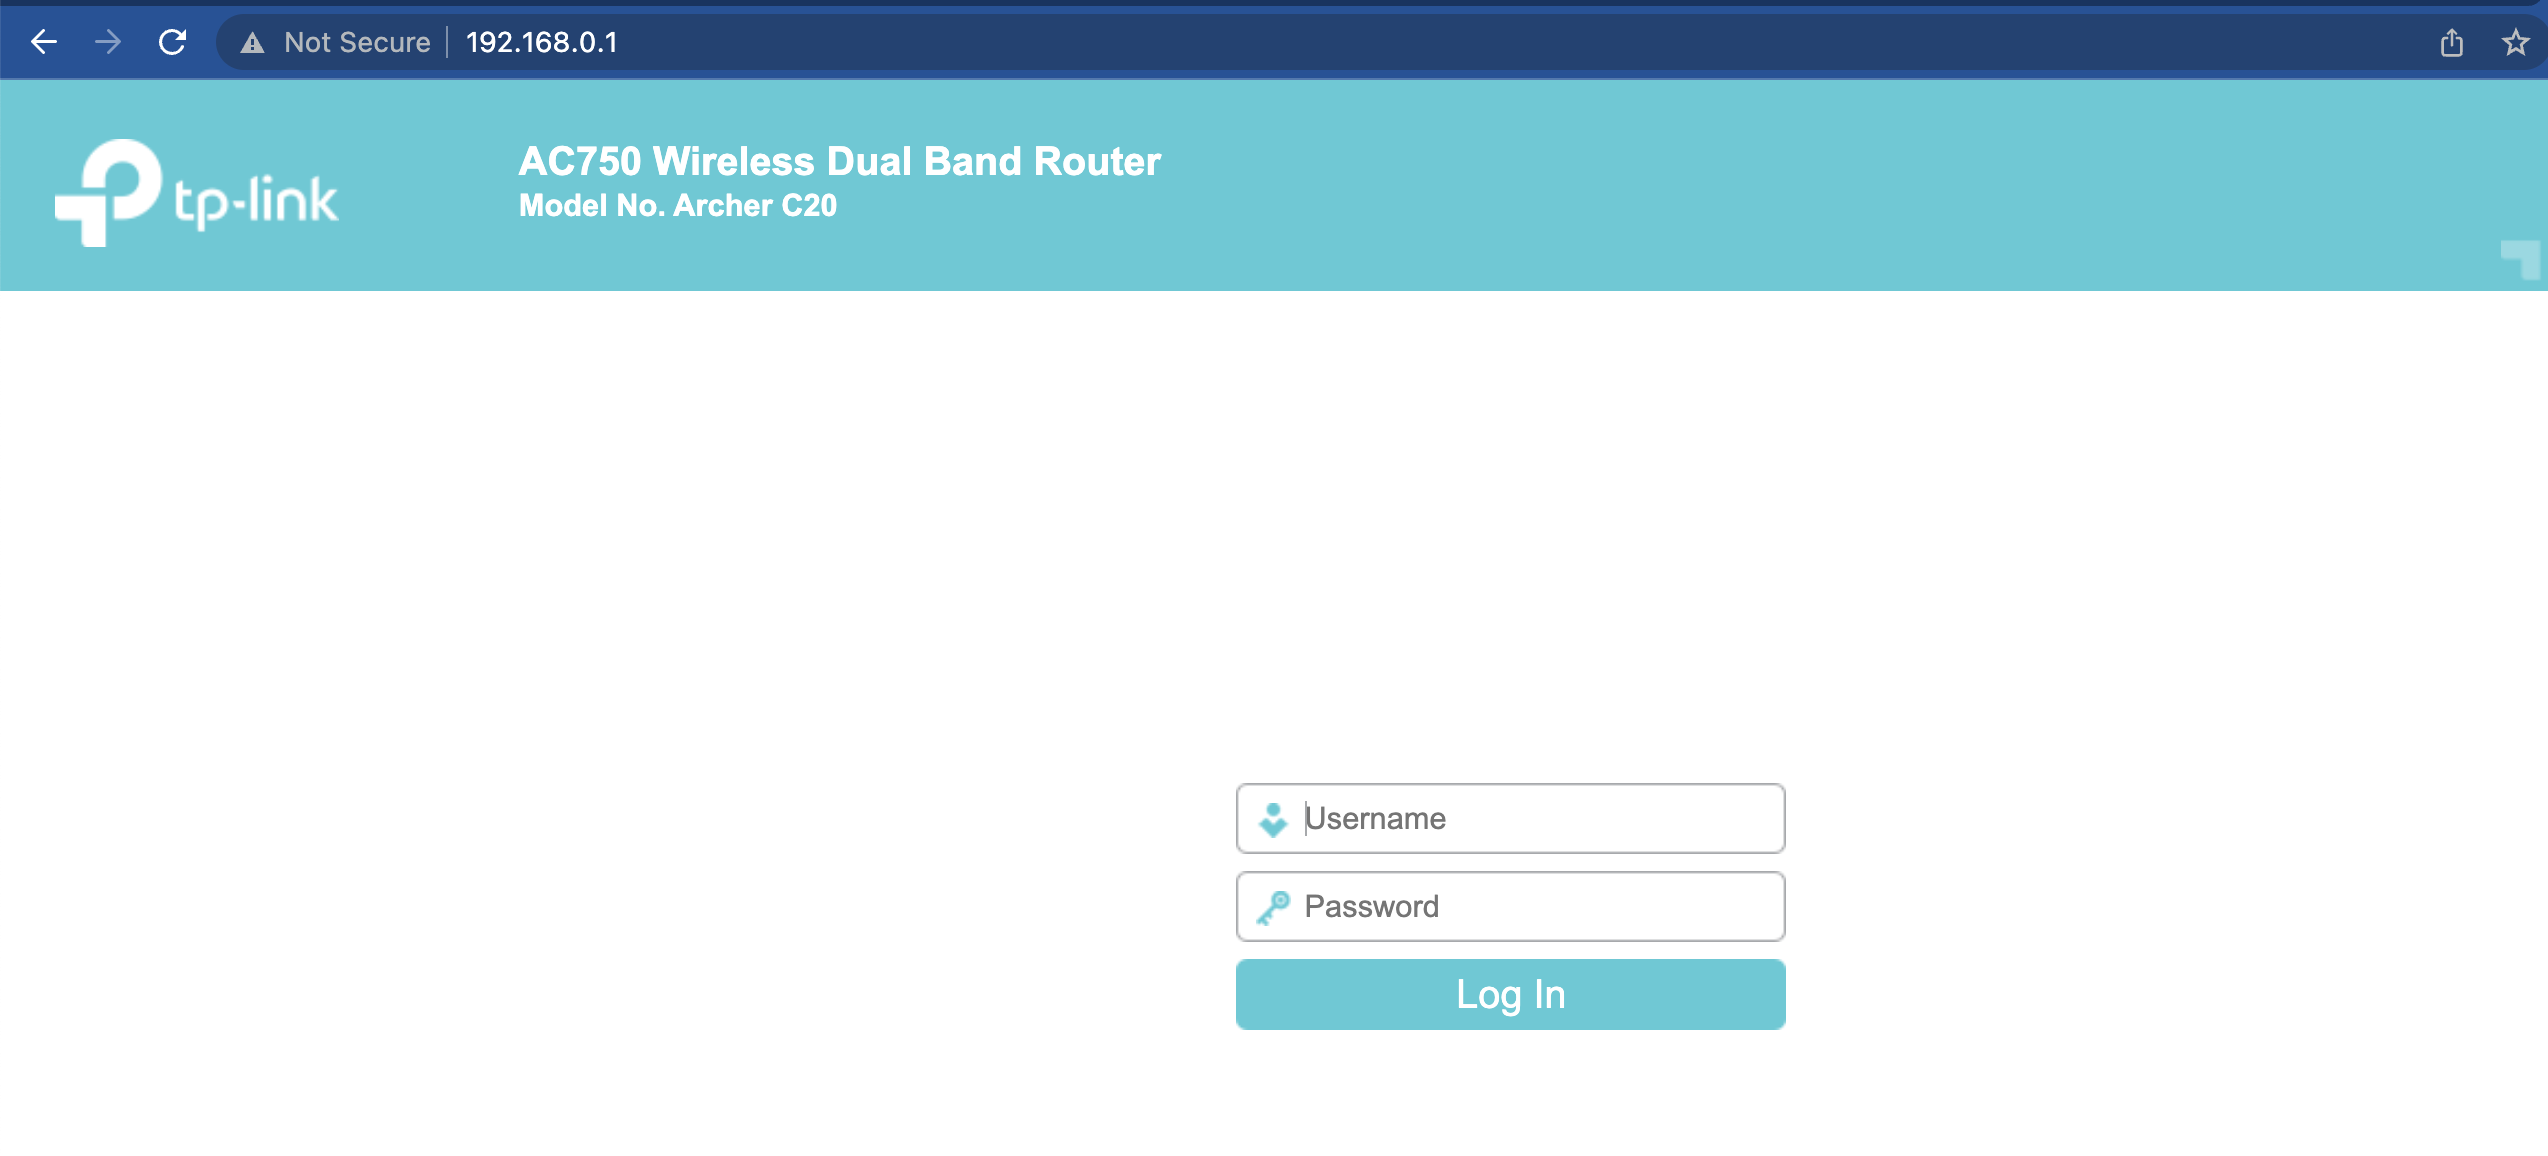 Not Secure 192.168.0.1
tp-link
AC750 Wireless Dual Band Router
Model No. Archer C20
Username
Password
Log In